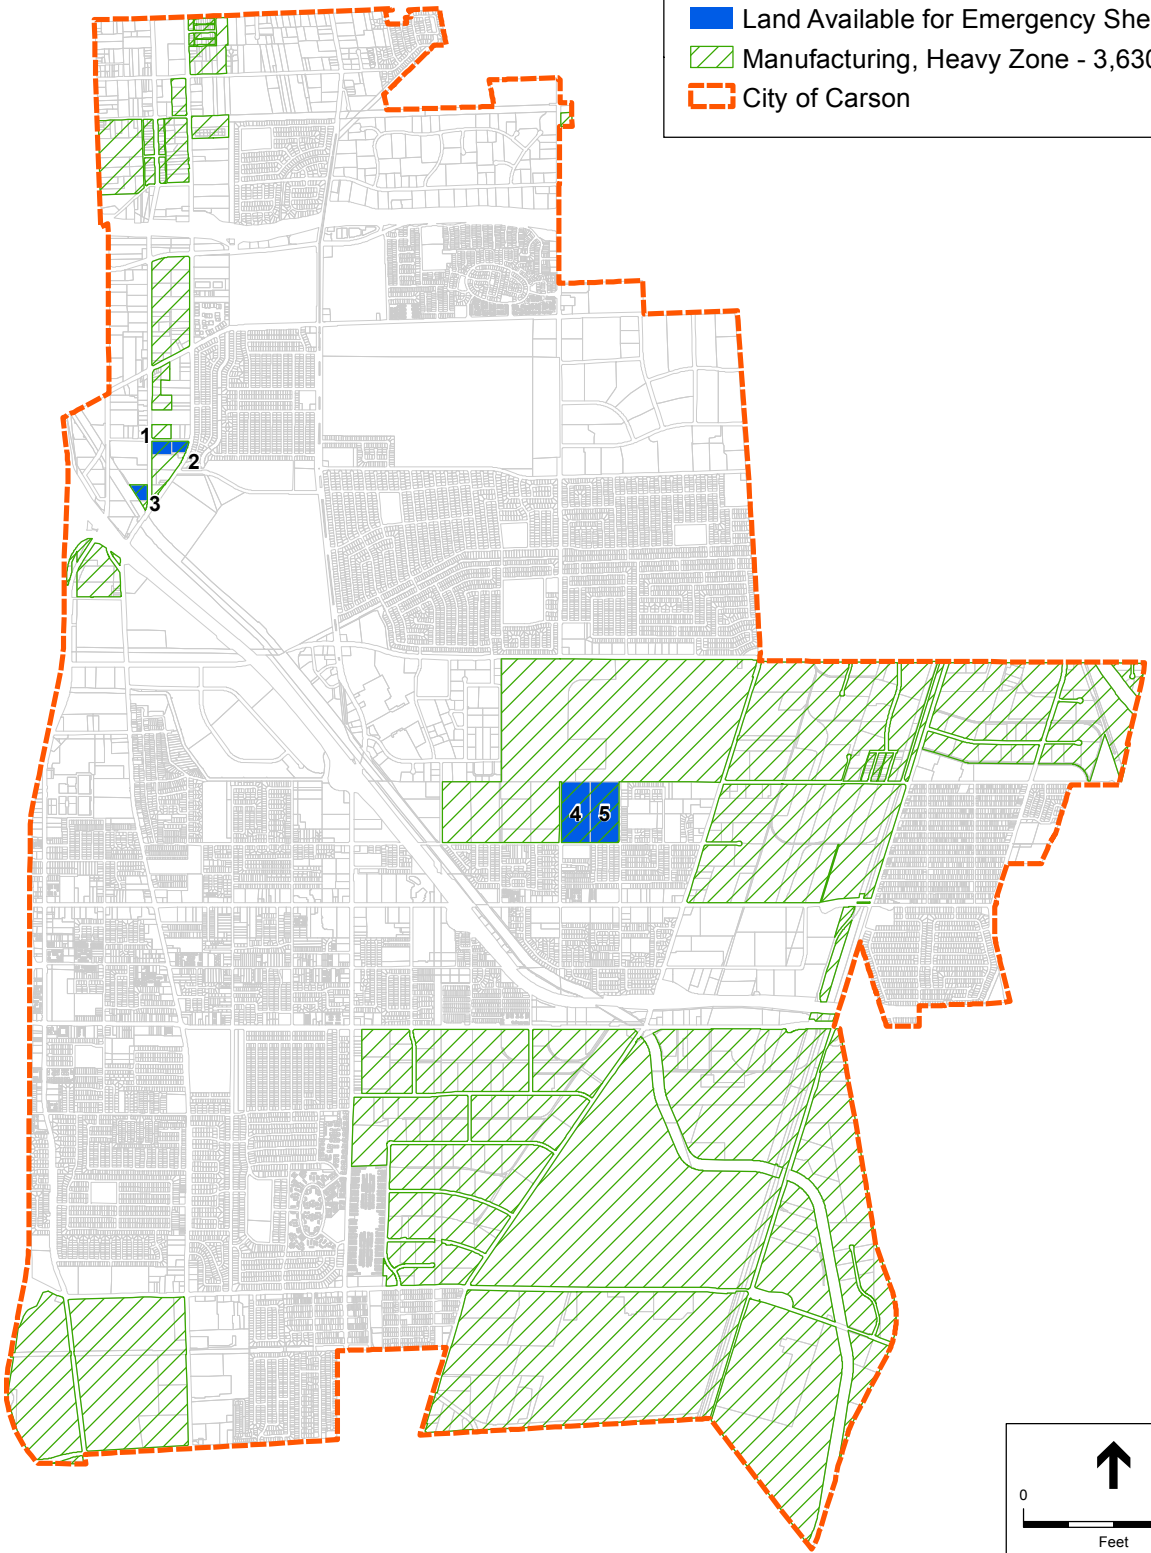 Land Available for Emergency She
Manufacturing, Heavy Zone - 3,630
City of Carson
1
2
3
4 5
0
Feet